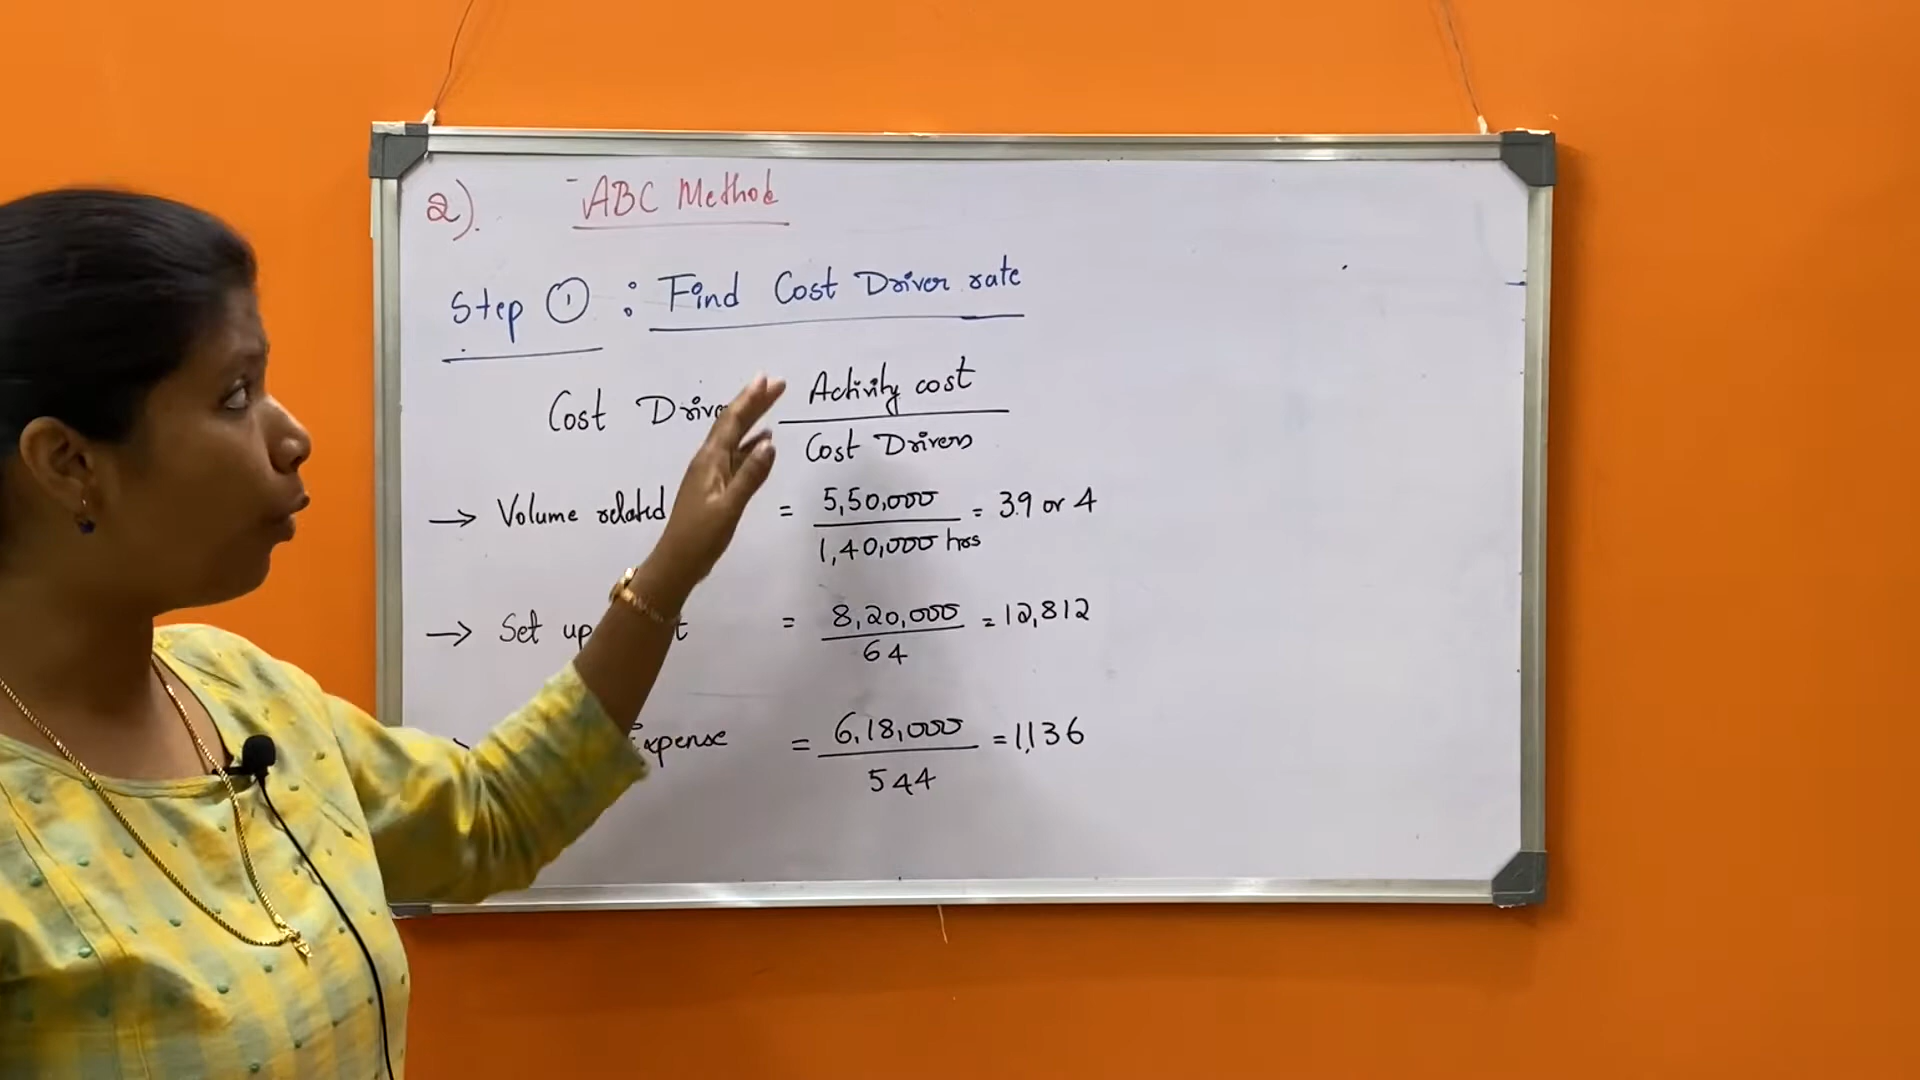 2). ABC Method
Step ① : Find Cost Driver rate
Cost Activity cost
Cost Drivers
→ Volume related = 5,50,000 = 3.9 or 4
1,40,000 hrs
→ Set up = 8,20,000 = 12,812
64
Expense = 6,18,000 = 1,136
544